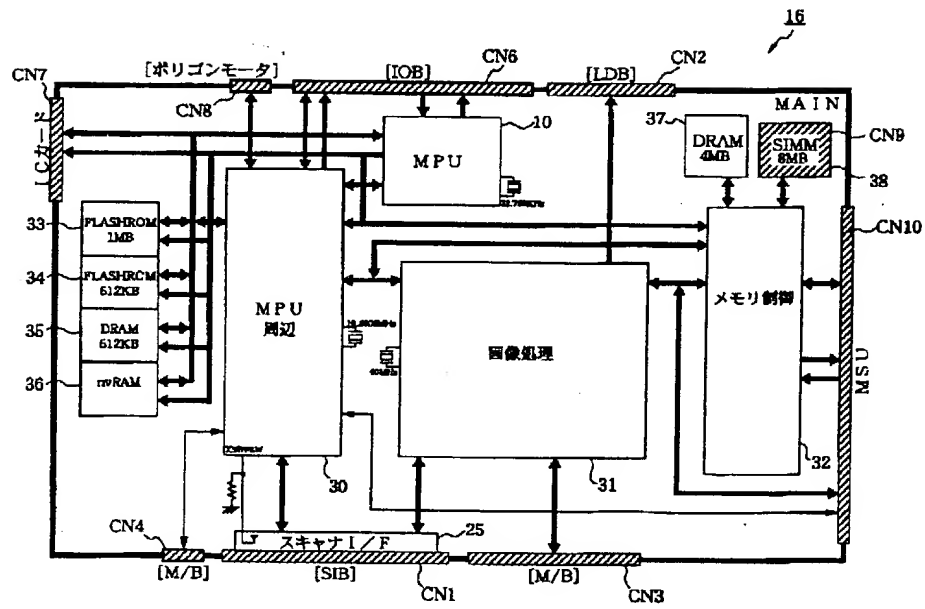 16
CN7
[ポリゴンモータ]
[IOB]
CN6
[LDB]
CN2
CN8
MAIN
ICカード
10
MPU
37
DRAM
4MB
CN9
SIMM
8MB
38
CN10
33
FLASHROM
1MB
34
512KB
35
DRAM
512KB
36
nvRAM
MPU
周辺
画像処理
メモリ制御
MSU
30
31
32
25
スキャナI/F
CN4
[M/B]
[SIB]
CN1
[M/B]
CN3